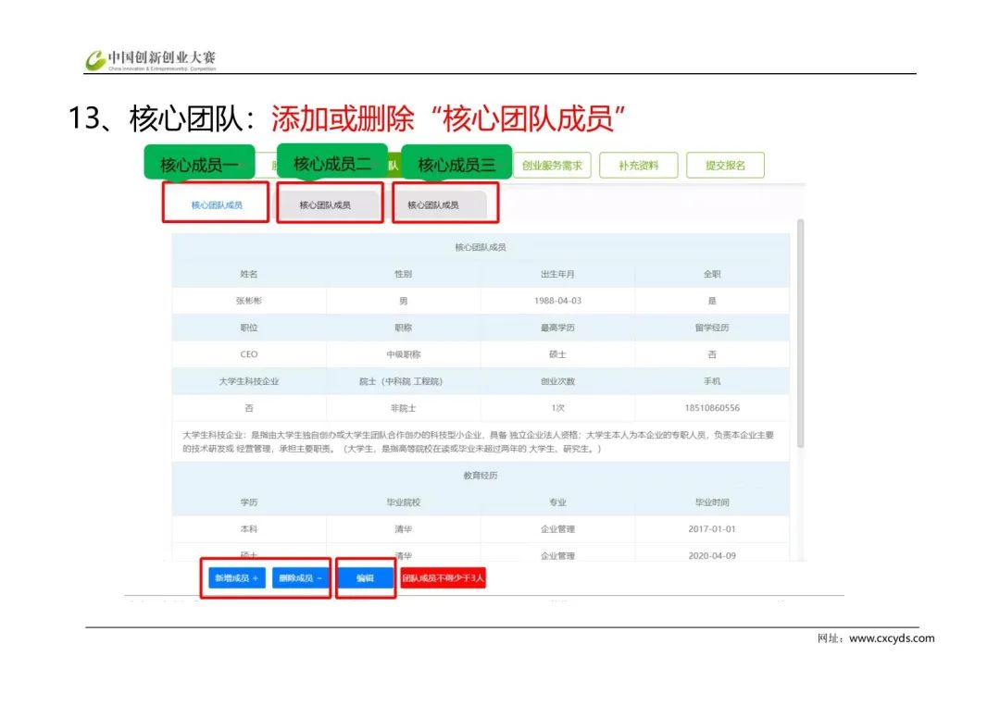 中国创新创业大赛
China Innovation & Entrepreneurship Competition
13、核心团队：添加或删除“核心团队成员”
核心成员一 核心成员二 队 核心成员三 创业服务需求 补充资料 提交报名
核心团队成员 核心团队成员 核心团队成员
核心团队成员
姓名 性别 出生年月 全职
张彬彬 男 1988-04-03 是
职位 职称 最高学历 留学经历
CEO 中级职称 硕士 否
大学生科技企业 院士（中科院 工程院） 创业次数 手机
否 非院士 1次 18510860556
大学生科技企业：是指由大学生独自创办或大学生团队合作创办的科技型小企业，具备 独立企业法人资格；大学生本人为本企业的专职人员，负责本企业主要
的技术研发或 经营管理，承担主要职责。（大学生，是指高等院校在读或毕业未超过两年的 大学生、研究生。）
教育经历
学历 毕业院校 专业 毕业时间
本科 清华 企业管理 2017-01-01
硕士 清华 企业管理 2020-04-09
新增成员 + 删除成员 − 编辑 团队成员不得少于3人
网址：www.cxcyds.com